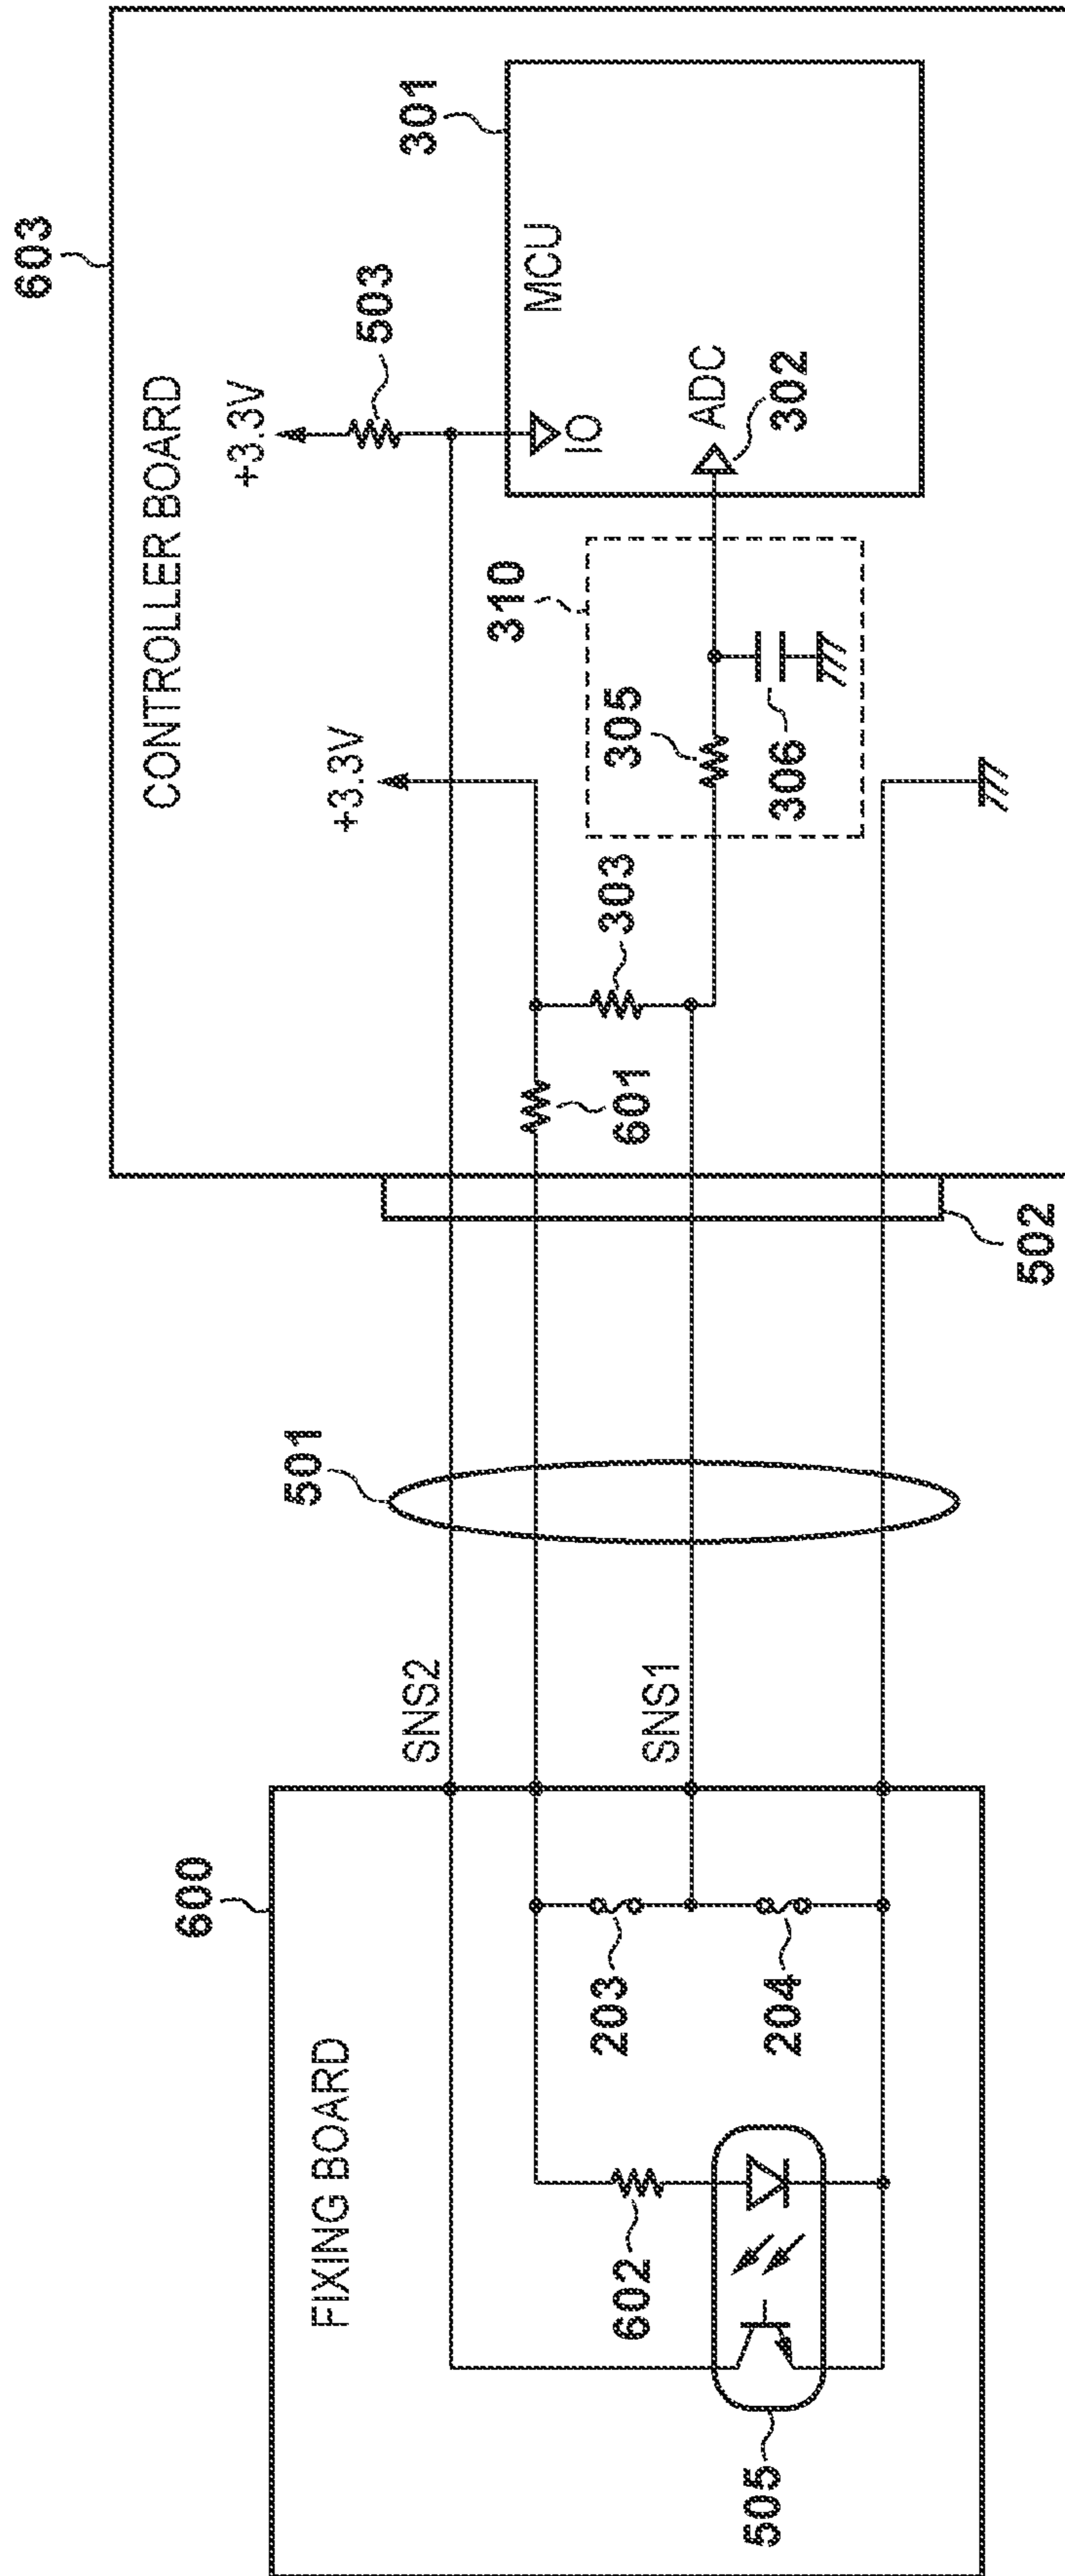 603
CONTROLLER BOARD
+3.3V
503
301
MCU
IO
ADC
302
310
+3.3V
305
306
303
601
502
501
SNS2
SNS1
600
FIXING BOARD
203
204
602
505